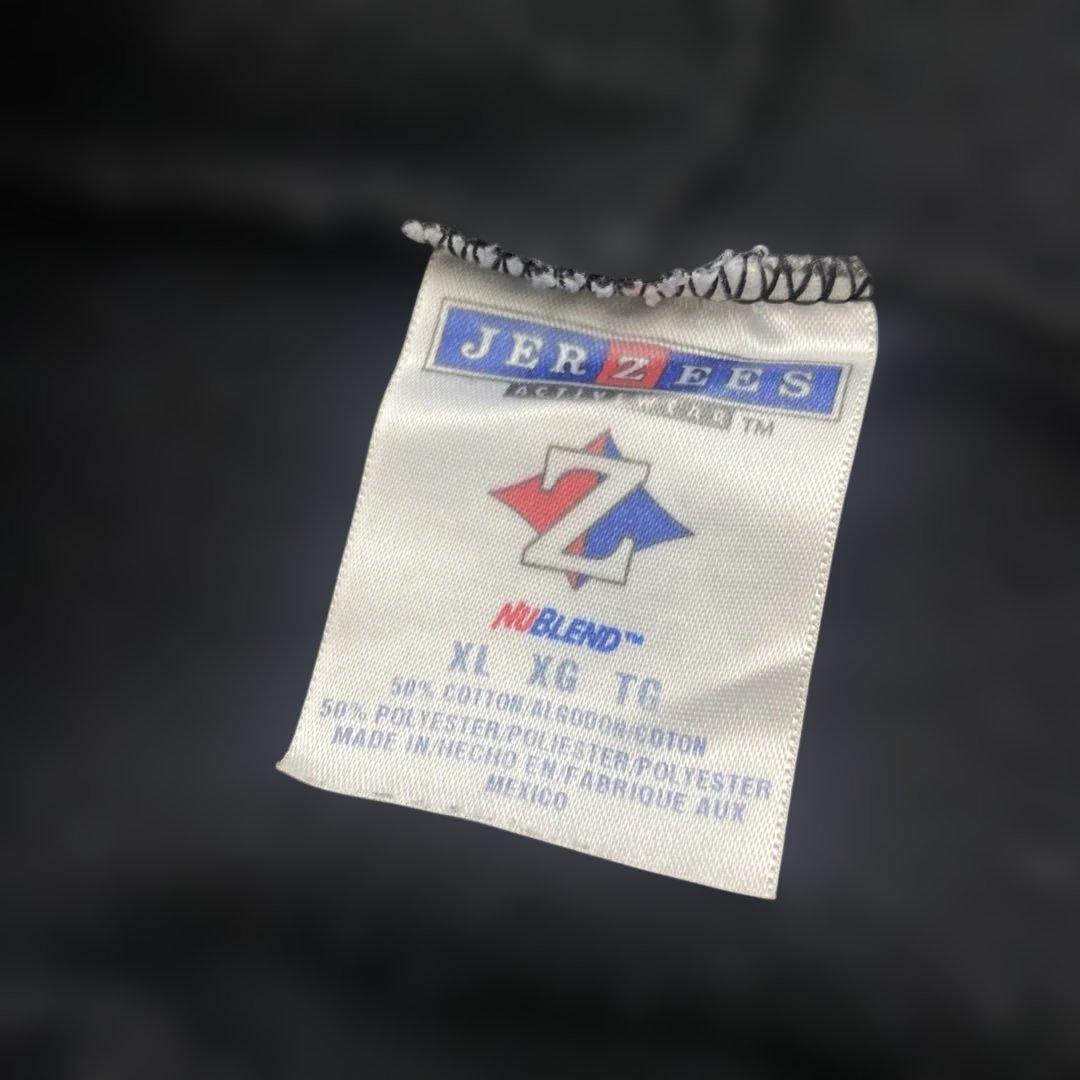 JERZEES
ACTIVEWEAR TM
Z
NUBLEND™
XL XG TG
50% COTTON/ALGODON/COTON
50% POLYESTER/POLIESTER/POLYESTER
MADE IN/HECHO EN/FABRIQUE AUX
MEXICO